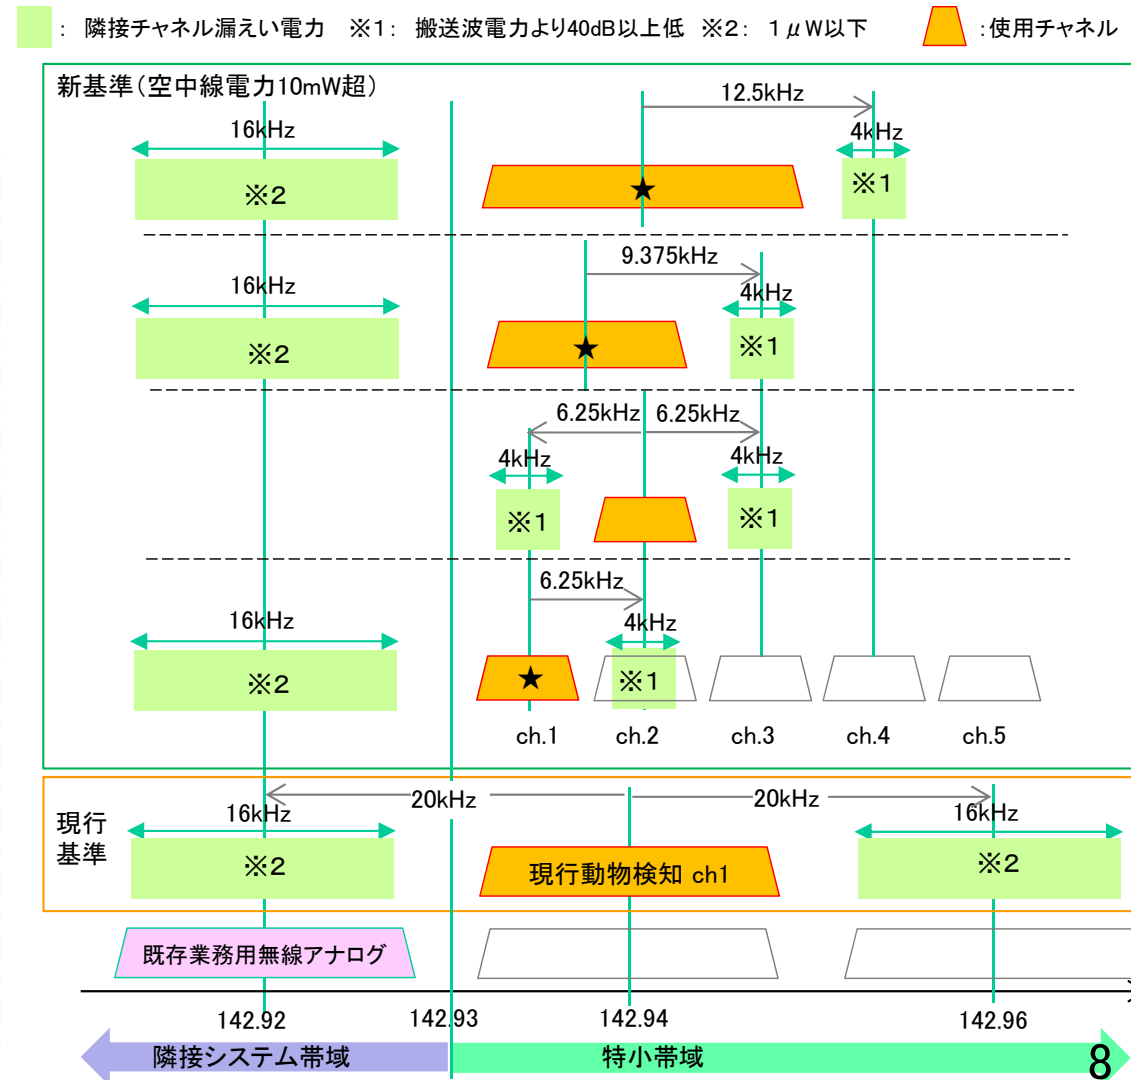 : 隣接チャネル漏えい電力 ※1: 搬送波電力より40dB以上低 ※2: 1μW以下 :使用チャネル
新基準(空中線電力10mW超)
12.5kHz
16kHz
4kHz
※2
★
※1
9.375kHz
16kHz
4kHz
※2
★
※1
6.25kHz 6.25kHz
4kHz
4kHz
※1
※1
6.25kHz
16kHz
4kHz
※2
★
※1
ch.1 ch.2 ch.3 ch.4 ch.5
20kHz 20kHz
16kHz
16kHz
現行
基準
※2
現行動物検知 ch1
※2
既存業務用無線アナログ
142.92 142.93 142.94 142.96
隣接システム帯域 特小帯域
8